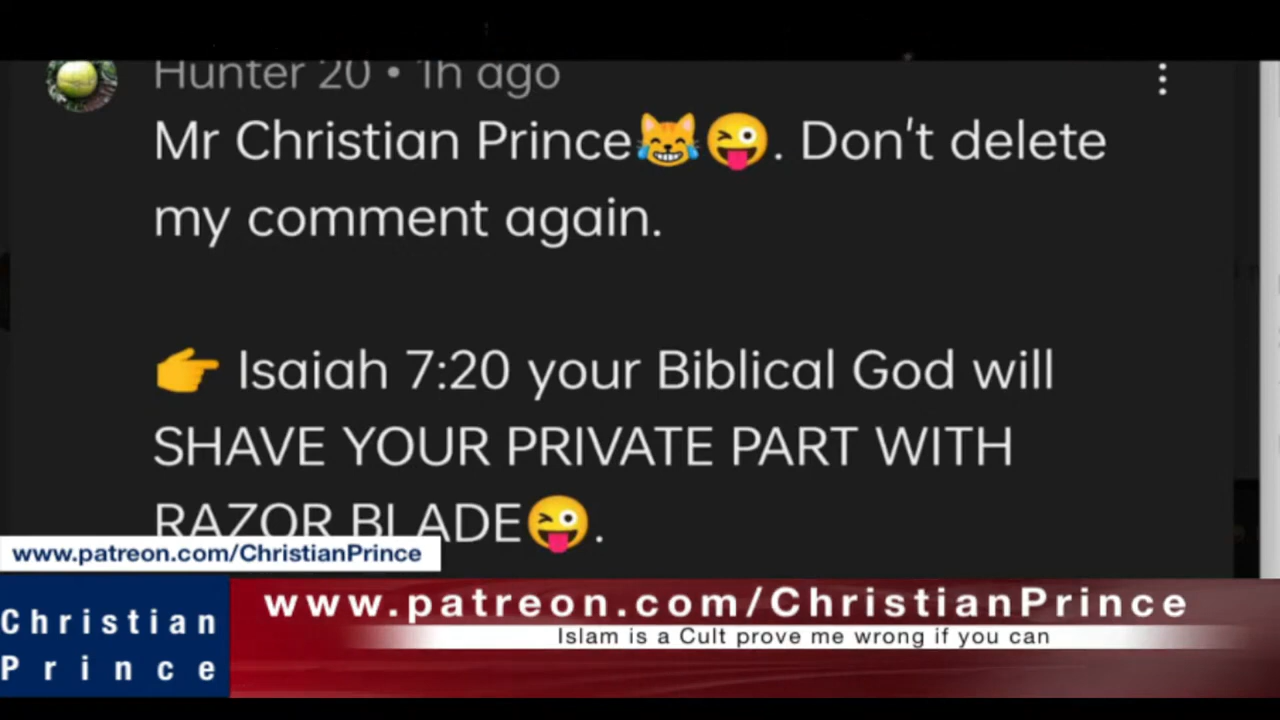 Hunter 20 • 1h ago
Mr Christian Prince😹😜. Don't delete
my comment again.
👉 Isaiah 7:20 your Biblical God will
SHAVE YOUR PRIVATE PART WITH
RAZOR BLADE😜.
www.patreon.com/ChristianPrince
www.patreon.com/ChristianPrince
Islam is a Cult prove me wrong if you can
Christian
Prince